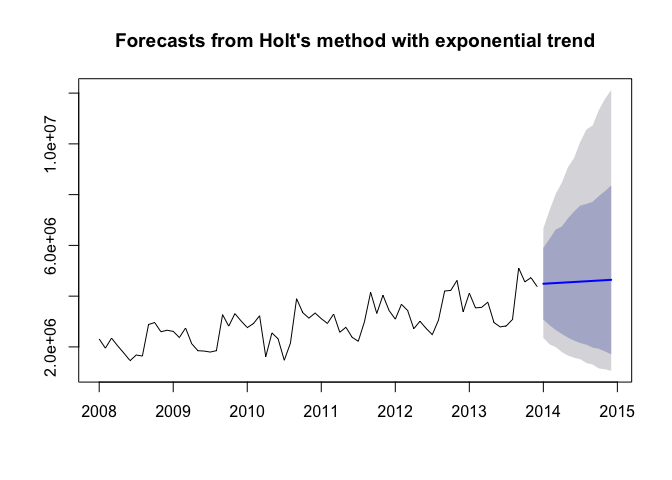 Forecasts from Holt's method with exponential trend
1.0e+07
6.0e+06
2.0e+06
2008 2009 2010 2011 2012 2013 2014 2015